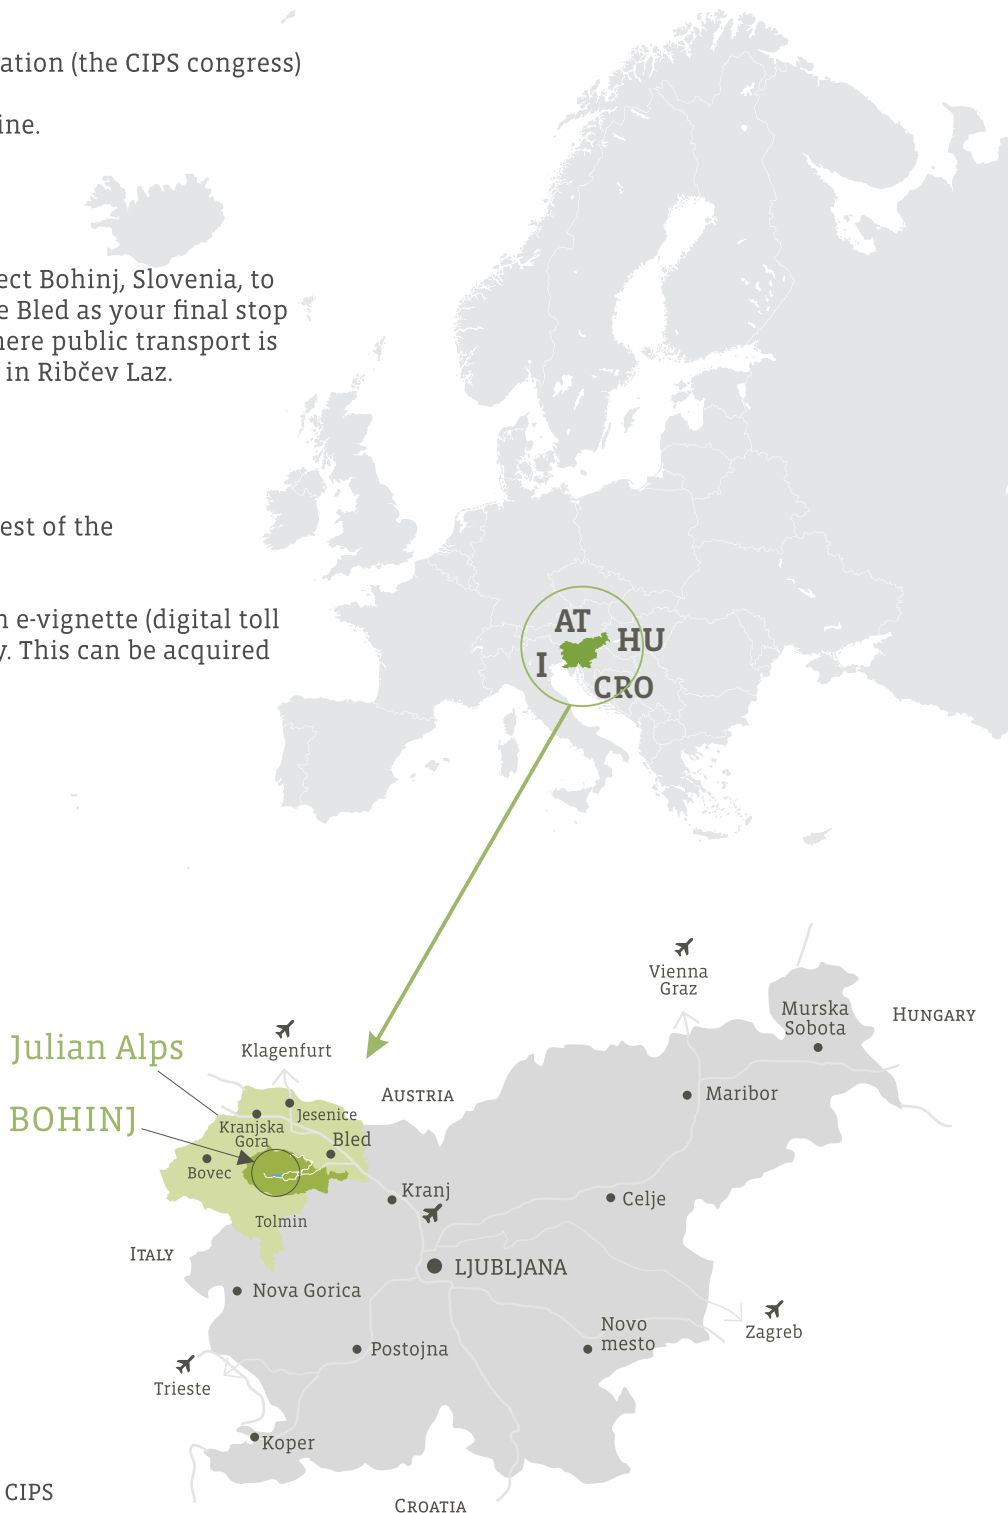 ation (the CIPS congress)
ine.
ect Bohinj, Slovenia, to
e Bled as your final stop
here public transport is
in Ribčev Laz.
est of the
n e-vignette (digital toll
y. This can be acquired
AT
HU
I
CRO
Vienna
Graz
Murska
Sobota
Hungary
Klagenfurt
Julian Alps
Austria
Maribor
BOHINJ
Jesenice
Kranjska
Gora
Bled
Bovec
Kranj
Celje
Tolmin
Italy
LJUBLJANA
Nova Gorica
Novo
mesto
Zagreb
Postojna
Trieste
Koper
CIPS
Croatia